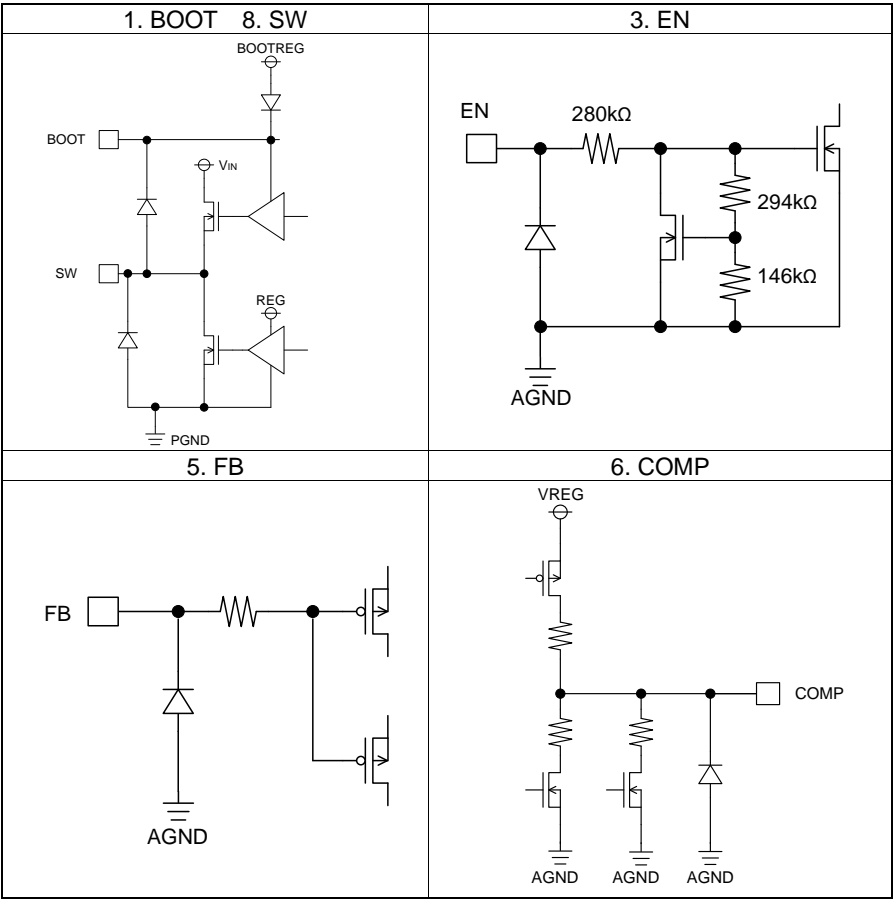 1. BOOT 8. SW
BOOTREG
BOOT
VIN
SW
REG
PGND
3. EN
EN
280kΩ
294kΩ
146kΩ
AGND
5. FB
FB
AGND
6. COMP
VREG
COMP
AGND AGND AGND